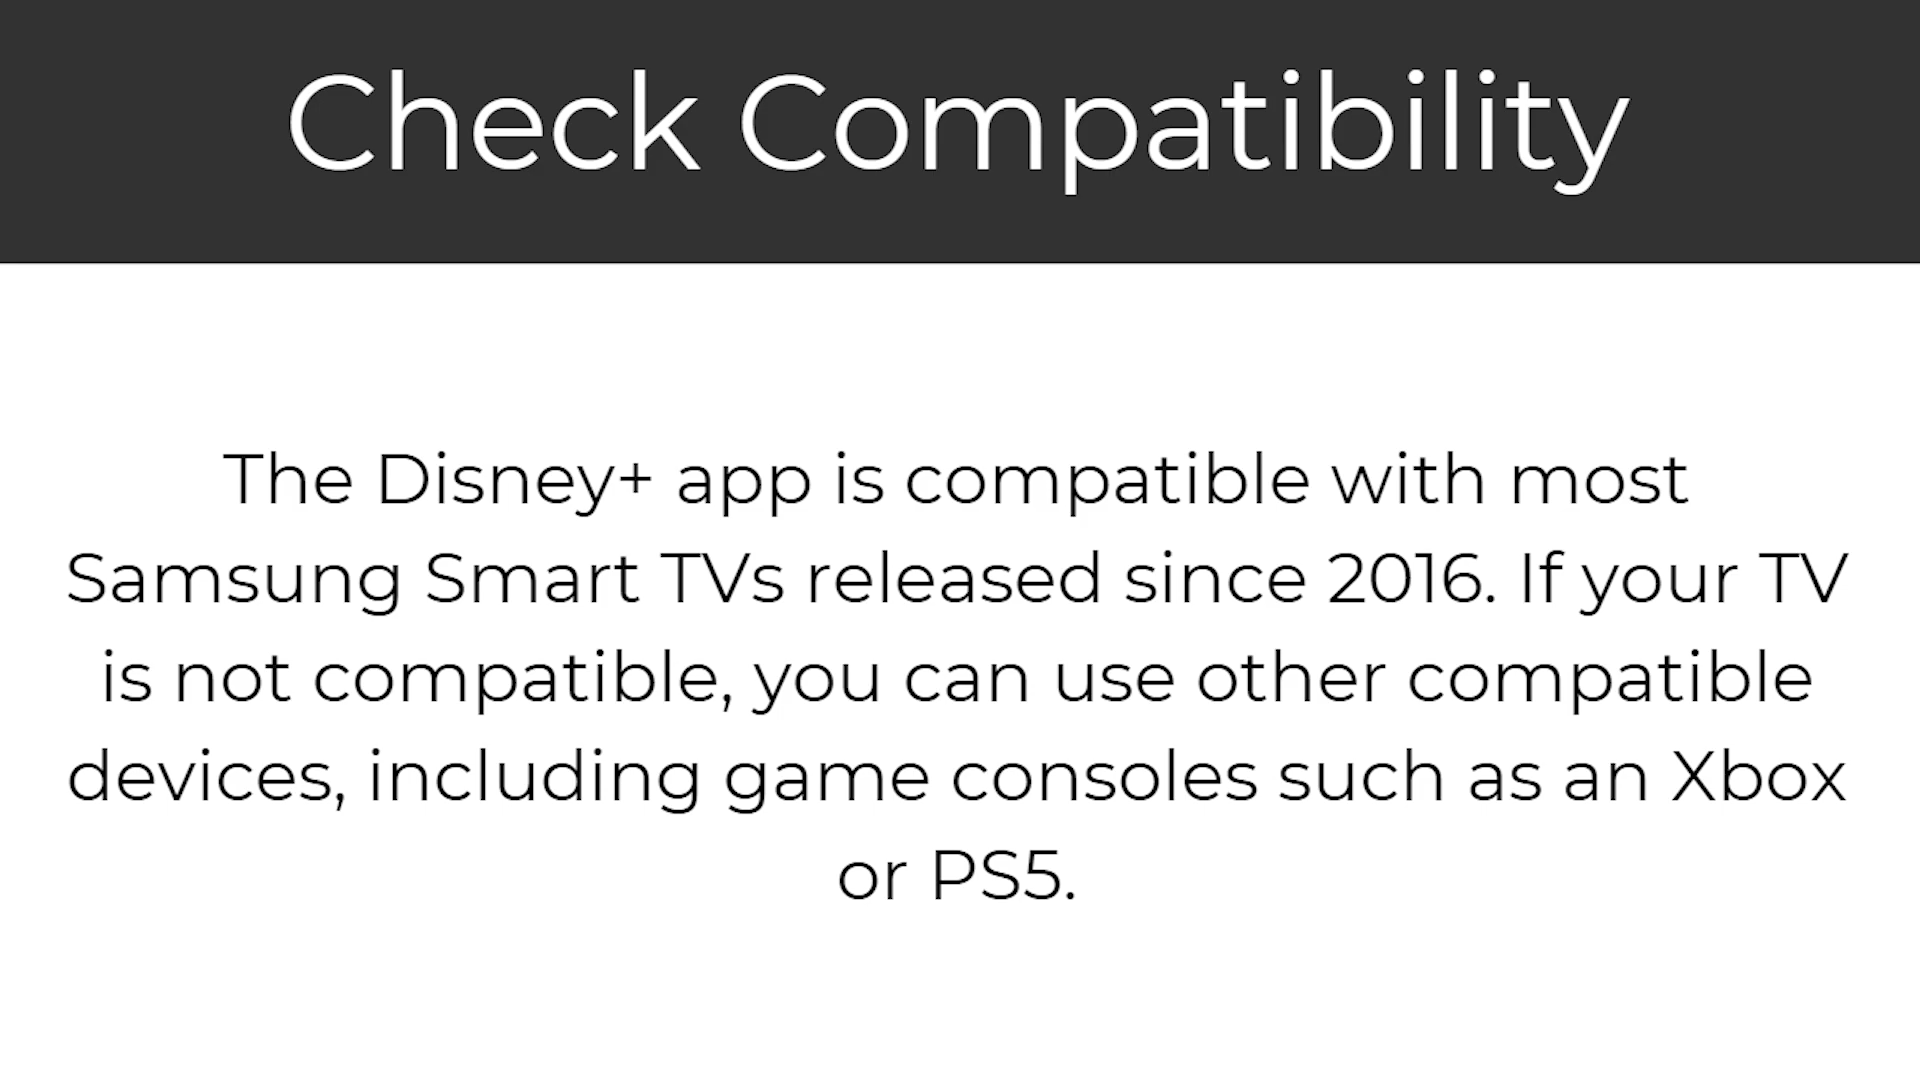 Check Compatibility
The Disney+ app is compatible with most
Samsung Smart TVs released since 2016. If your TV
is not compatible, you can use other compatible
devices, including game consoles such as an Xbox
or PS5.